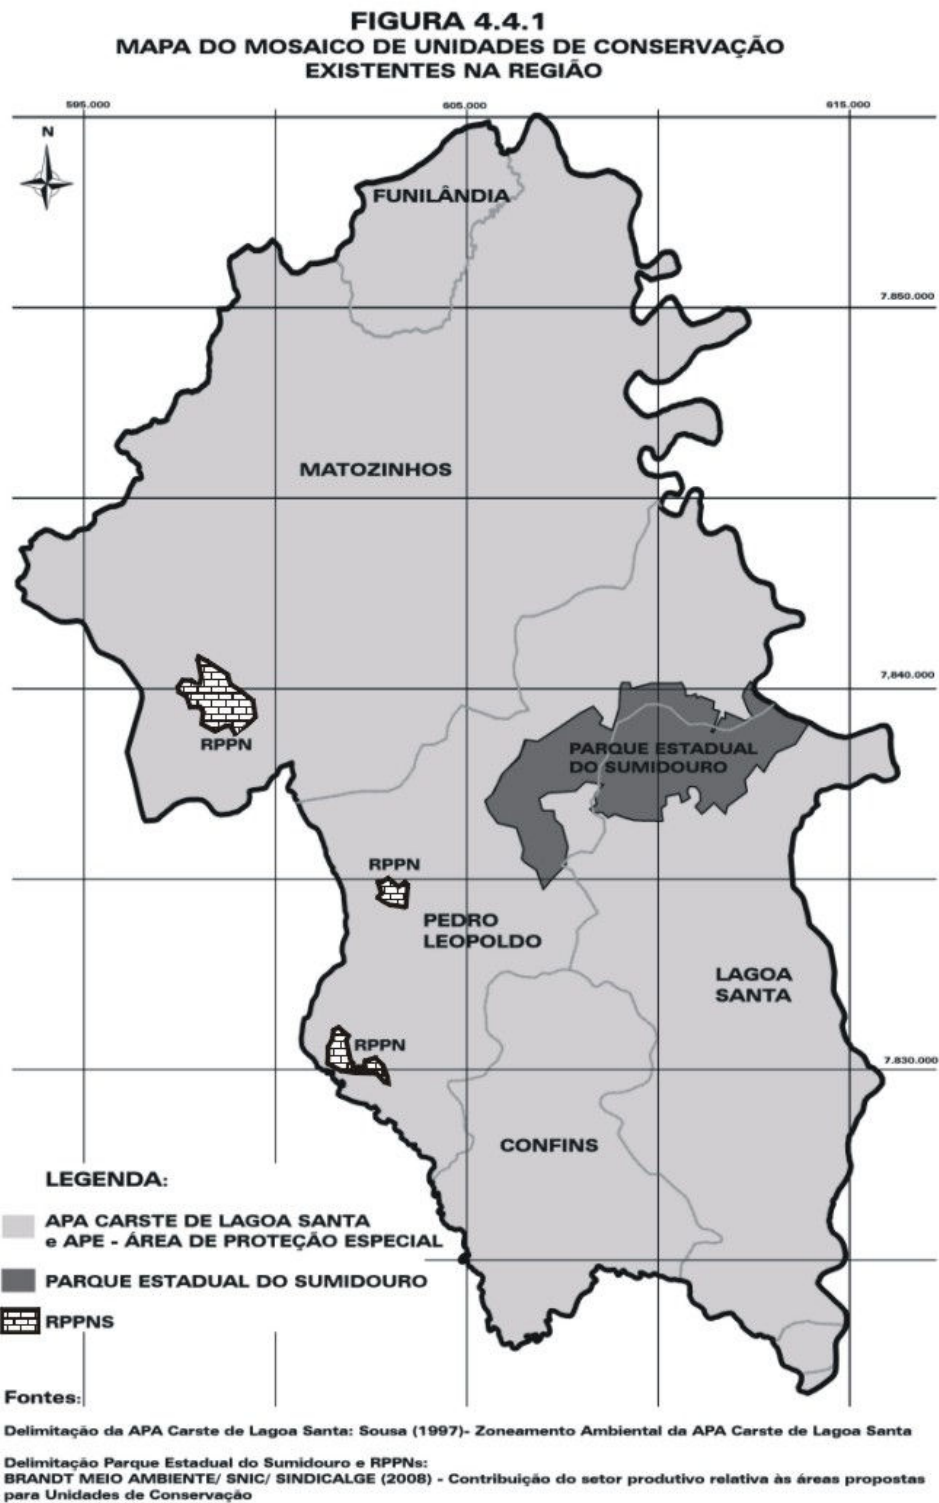 FIGURA 4.4.1
MAPA DO MOSAICO DE UNIDADES DE CONSERVAÇÃO
EXISTENTES NA REGIÃO
595.000
605.000
615.000
N
FUNILÂNDIA
7.850.000
MATOZINHOS
7,840.000
RPPN
PARQUE ESTADUAL
DO SUMIDOURO
RPPN
PEDRO
LEOPOLDO
LAGOA
SANTA
RPPN
7.830.000
CONFINS
LEGENDA:
APA CARSTE DE LAGOA SANTA
e APE - ÁREA DE PROTEÇÃO ESPECIAL
PARQUE ESTADUAL DO SUMIDOURO
RPPNS
Fontes:
Delimitação da APA Carste de Lagoa Santa: Sousa (1997)- Zoneamento Ambiental da APA Carste de Lagoa Santa
Delimitação Parque Estadual do Sumidouro e RPPNs:
BRANDT MEIO AMBIENTE/ SNIC/ SINDICALGE (2008) - Contribuição do setor produtivo relativa às áreas propostas
para Unidades de Conservação